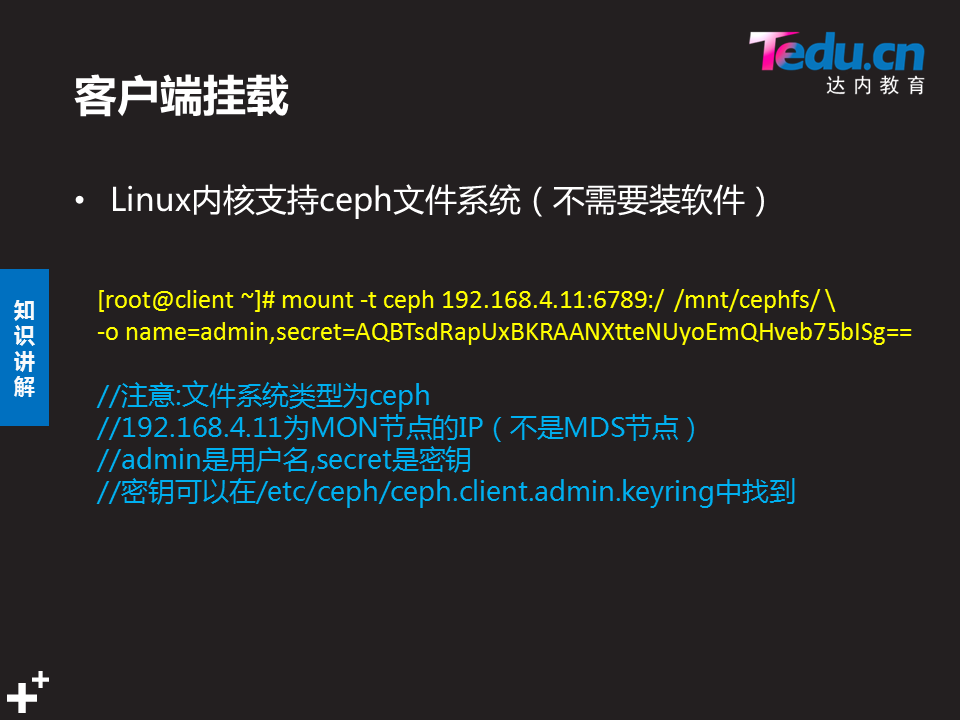 Tedu.cn
达内教育
客户端挂载
• Linux内核支持ceph文件系统（不需要装软件）
知识讲解
[root@client ~]# mount -t ceph 192.168.4.11:6789:/ /mnt/cephfs/ \
-o name=admin,secret=AQBTsdRapUxBKRAANXtteNUyoEmQHveb75bISg==
//注意:文件系统类型为ceph
//192.168.4.11为MON节点的IP（不是MDS节点）
//admin是用户名,secret是密钥
//密钥可以在/etc/ceph/ceph.client.admin.keyring中找到